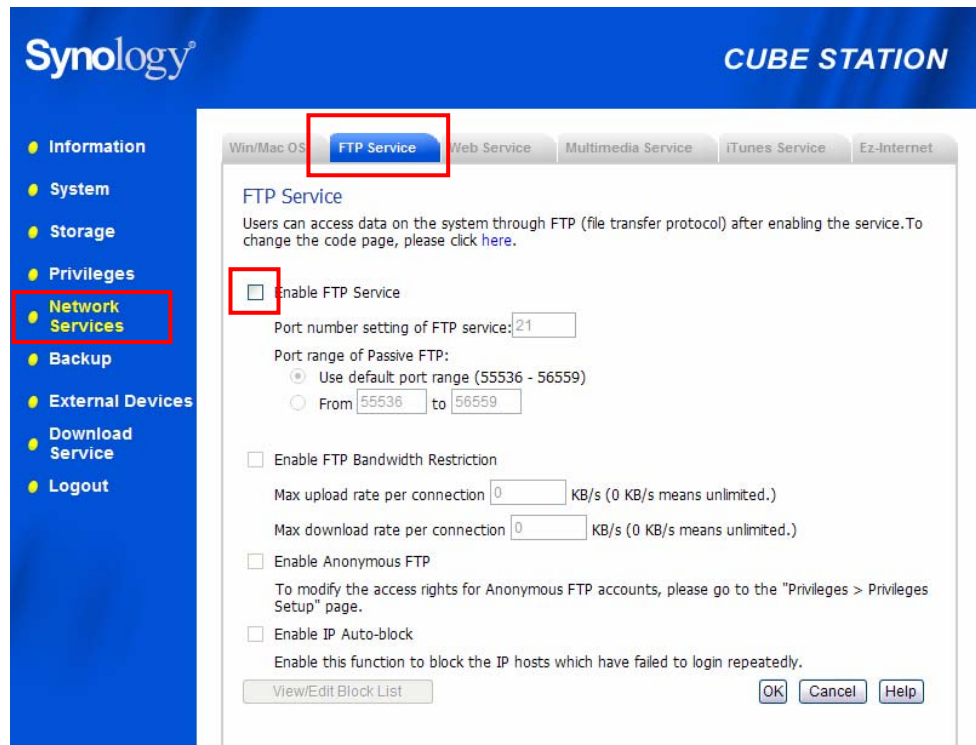 Synology®
CUBE STATION
Information
System
Storage
Privileges
Network
Services
Backup
External Devices
Download
Service
Logout
Win/Mac OS
FTP Service
Web Service
Multimedia Service
iTunes Service
Ez-Internet
FTP Service
Users can access data on the system through FTP (file transfer protocol) after enabling the service.To
change the code page, please click here.
Enable FTP Service
Port number setting of FTP service: 21
Port range of Passive FTP:
Use default port range (55536 - 56559)
From 55536 to 56559
Enable FTP Bandwidth Restriction
Max upload rate per connection 0 KB/s (0 KB/s means unlimited.)
Max download rate per connection 0 KB/s (0 KB/s means unlimited.)
Enable Anonymous FTP
To modify the access rights for Anonymous FTP accounts, please go to the "Privileges > Privileges
Setup" page.
Enable IP Auto-block
Enable this function to block the IP hosts which have failed to login repeatedly.
View/Edit Block List
OK Cancel Help